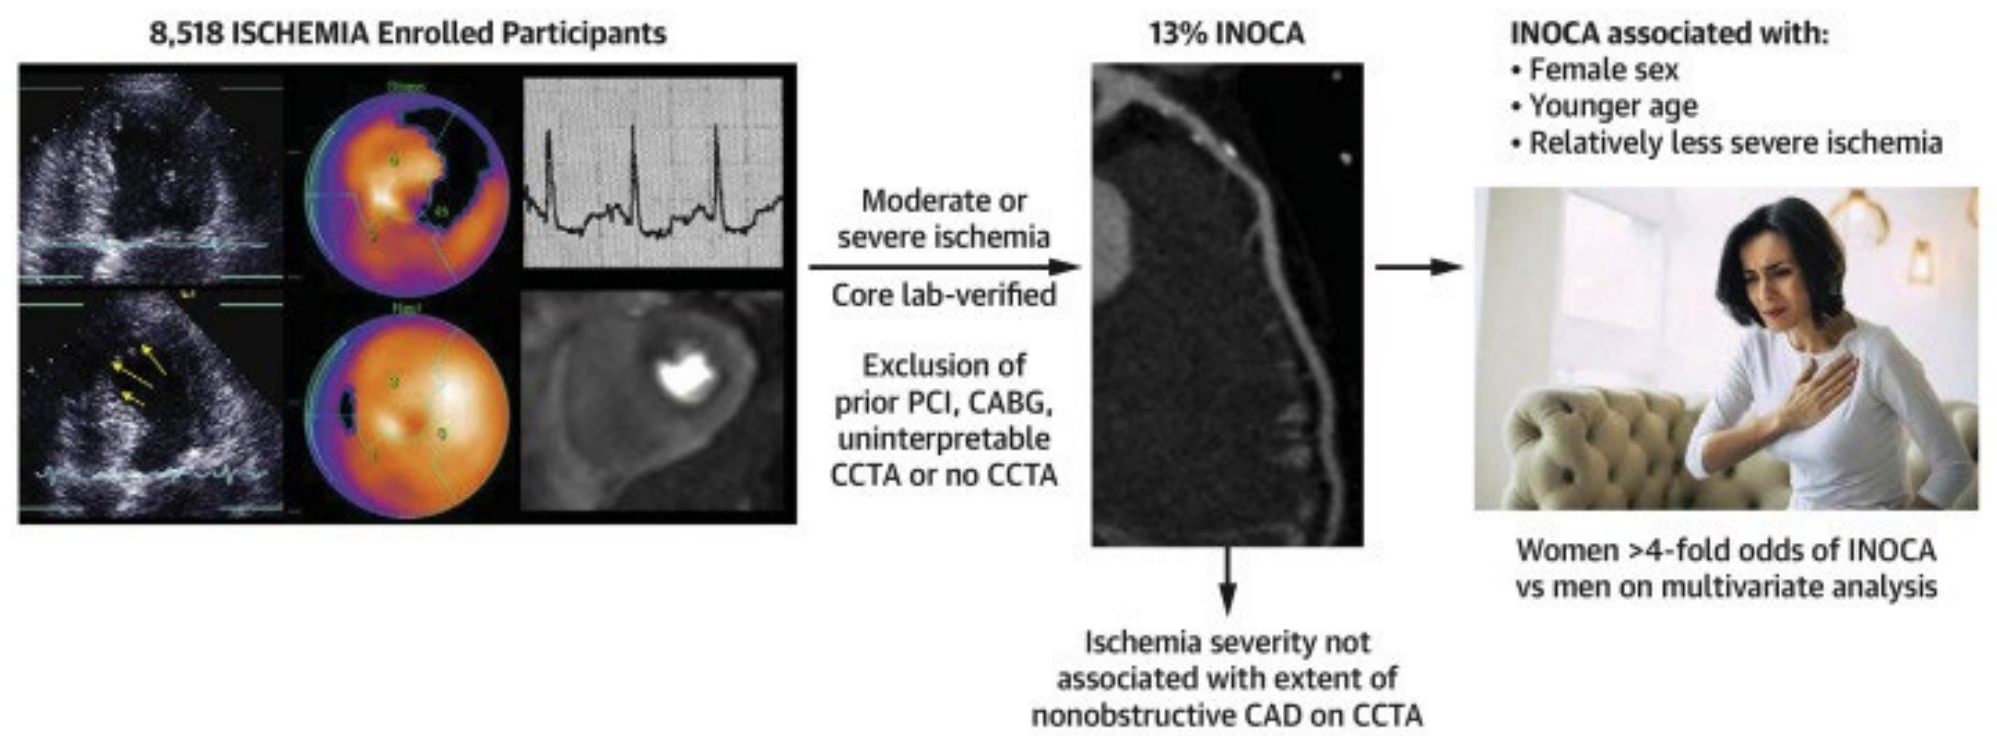 8,518 ISCHEMIA Enrolled Participants
Moderate or
severe ischemia
Core lab-verified
Exclusion of
prior PCI, CABG,
uninterpretable
CCTA or no CCTA
13% INOCA
Ischemia severity not
associated with extent of
nonobstructive CAD on CCTA
INOCA associated with:
• Female sex
• Younger age
• Relatively less severe ischemia
Women >4-fold odds of INOCA
vs men on multivariate analysis